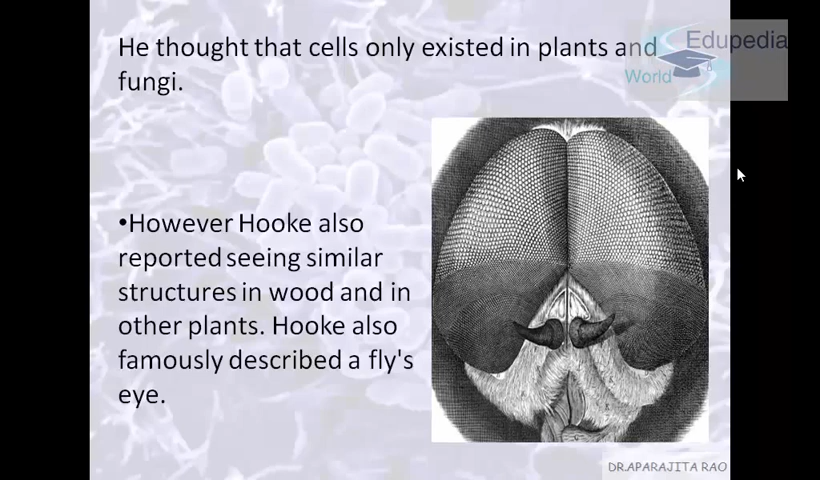 He thought that cells only existed in plants and
fungi.
Edupedia
World
•However Hooke also
reported seeing similar
structures in wood and in
other plants. Hooke also
famously described a fly's
eye.
DR.APARAJITA RAO